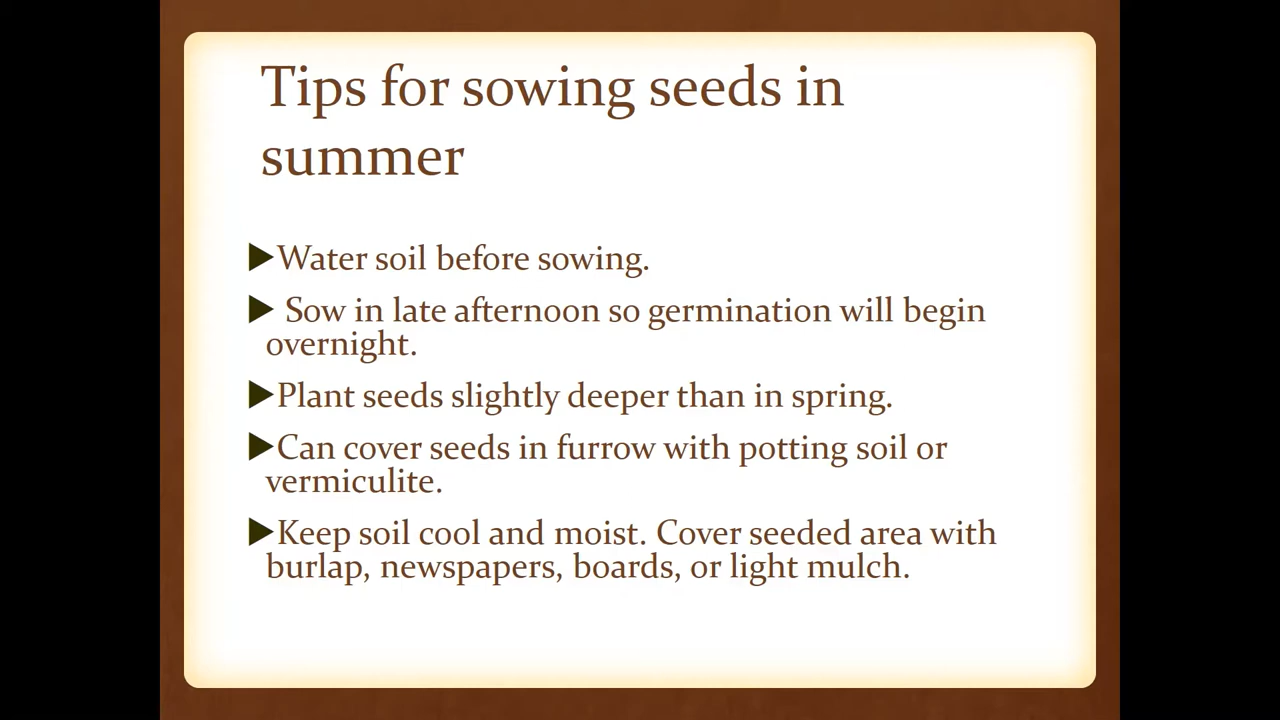 Tips for sowing seeds in
summer
▶Water soil before sowing.
▶ Sow in late afternoon so germination will begin
overnight.
▶Plant seeds slightly deeper than in spring.
▶Can cover seeds in furrow with potting soil or
vermiculite.
▶Keep soil cool and moist. Cover seeded area with
burlap, newspapers, boards, or light mulch.